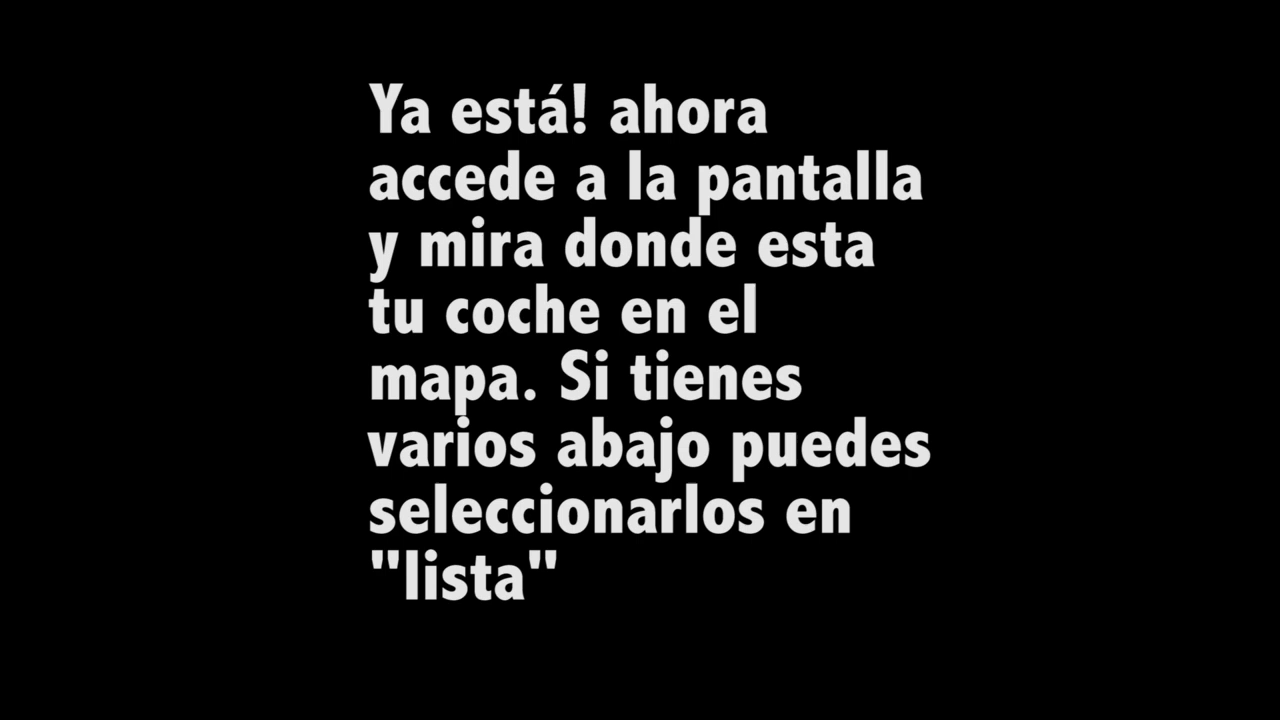 Ya está! ahora
accede a la pantalla
y mira donde esta
tu coche en el
mapa. Si tienes
varios abajo puedes
seleccionarlos en
"lista"